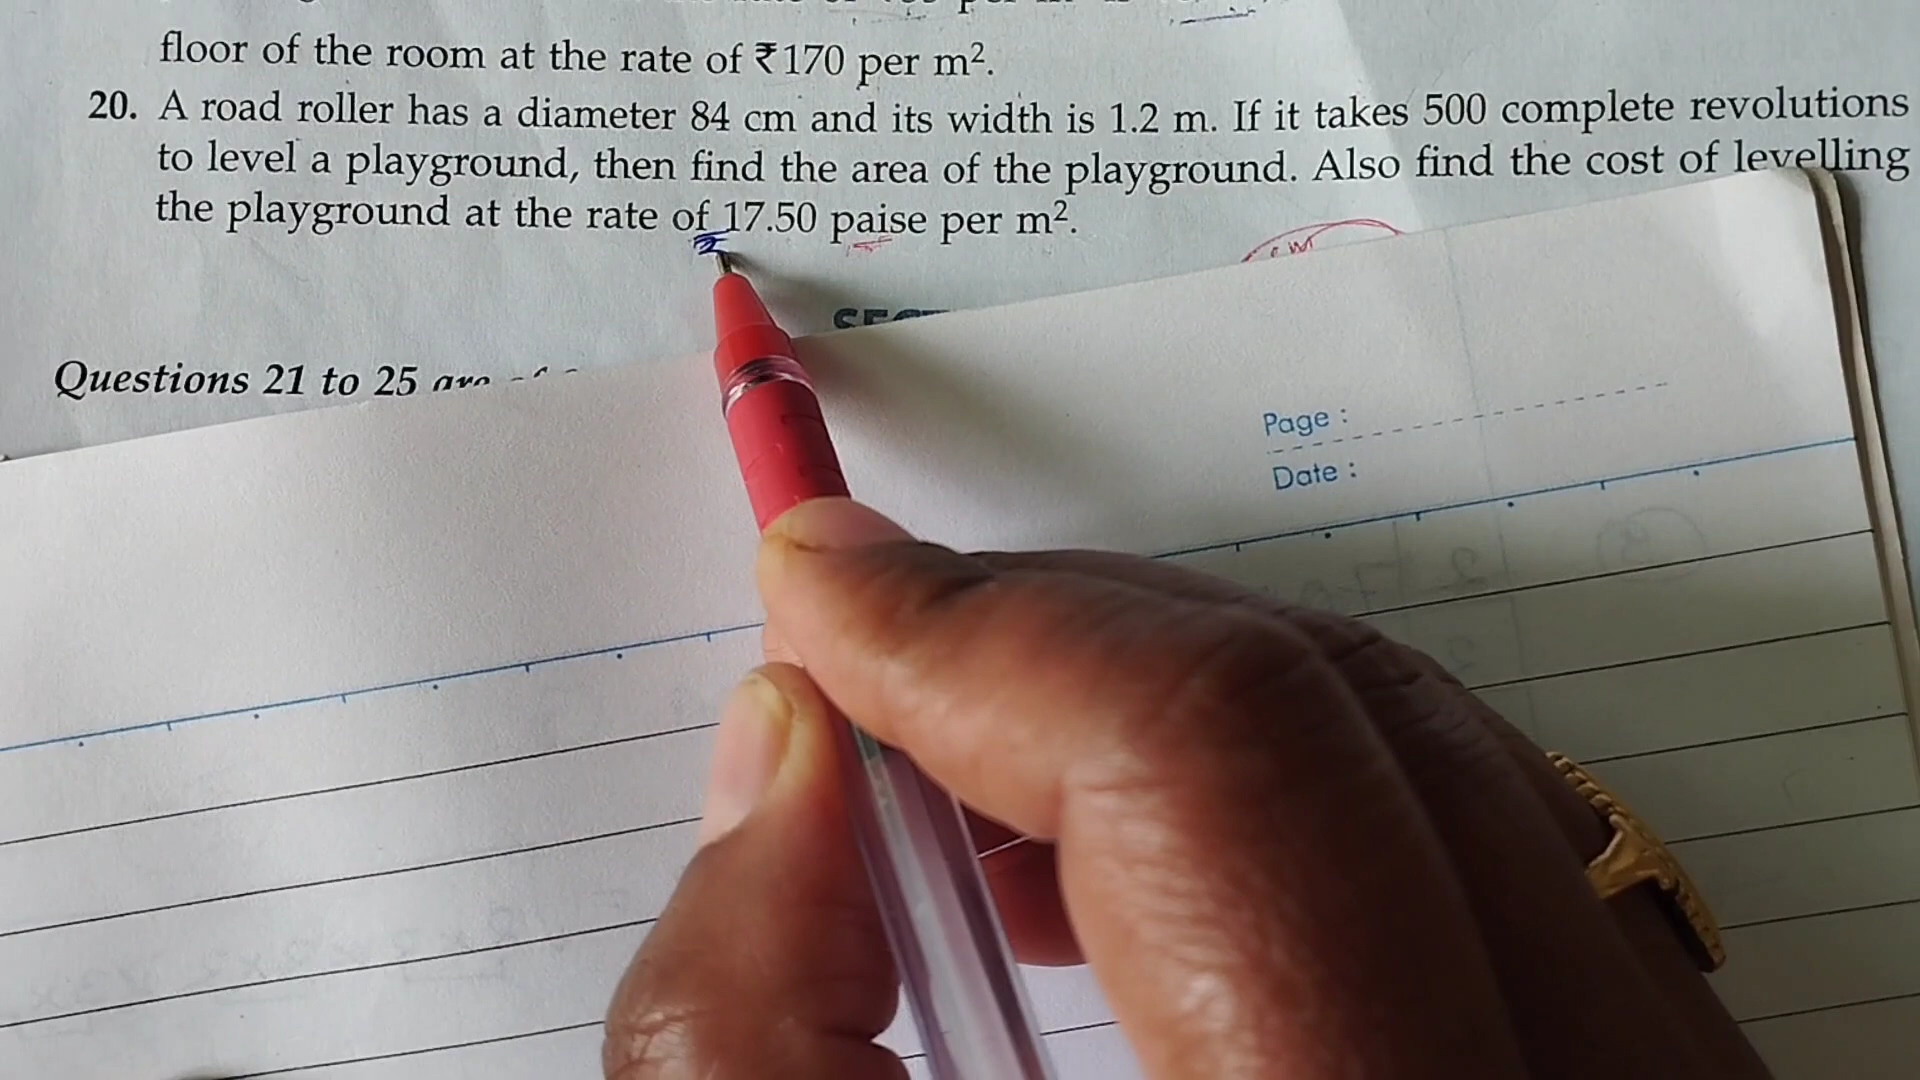 floor of the room at the rate of ₹170 per m².
20. A road roller has a diameter 84 cm and its width is 1.2 m. If it takes 500 complete revolutions
to level a playground, then find the area of the playground. Also find the cost of levelling
the playground at the rate of 17.50 paise per m².
₹
cm
Questions 21 to 25 are
Page :
Date :